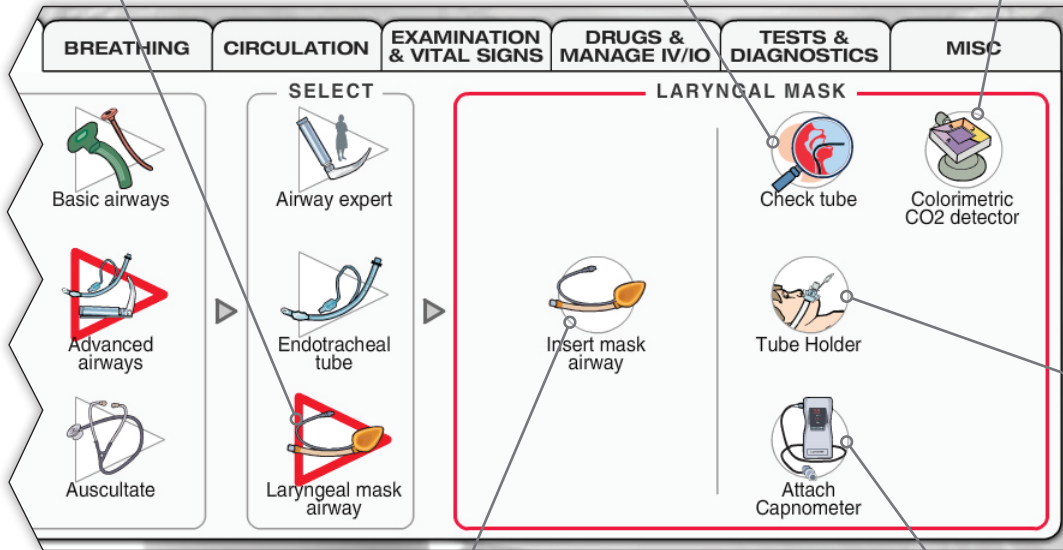 BREATHING
CIRCULATION
EXAMINATION
& VITAL SIGNS
DRUGS &
MANAGE IV/IO
TESTS &
DIAGNOSTICS
MISC
SELECT
LARYNGAL MASK
Basic airways
Airway expert
Check tube
Colorimetric
CO2 detector
Advanced
airways
Endotracheal
tube
Insert mask
airway
Tube Holder
Auscultate
Laryngeal mask
airway
Attach
Capnometer